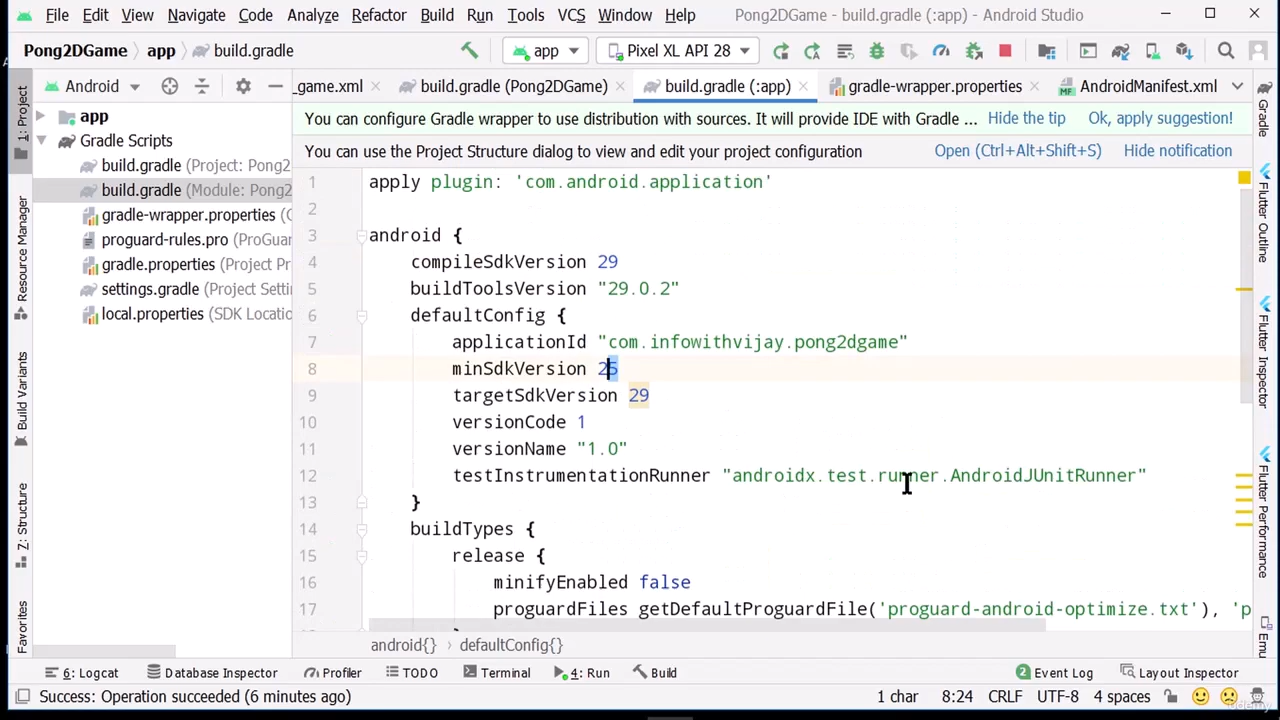 File Edit View Navigate Code Analyze Refactor Build Run Tools VCS Window Help Pong2DGame - build.gradle (:app) - Android Studio
Pong2DGame app build.gradle app Pixel XL API 28
Android _game.xml build.gradle (Pong2DGame) build.gradle (:app) gradle-wrapper.properties AndroidManifest.xml
You can configure Gradle wrapper to use distribution with sources. It will provide IDE with Gradle ... Hide the tip Ok, apply suggestion!
You can use the Project Structure dialog to view and edit your project configuration Open (Ctrl+Alt+Shift+S) Hide notification
1: Project
Resource Manager
Build Variants
Z: Structure
Favorites
app
Gradle Scripts
build.gradle (Project: Pong2
build.gradle (Module: Pong2
gradle-wrapper.properties (G
proguard-rules.pro (ProGuar
gradle.properties (Project Pr
settings.gradle (Project Setti
local.properties (SDK Locatio
1 apply plugin: 'com.android.application'
2
3 android {
4 compileSdkVersion 29
5 buildToolsVersion "29.0.2"
6 defaultConfig {
7 applicationId "com.infowithvijay.pong2dgame"
8 minSdkVersion 25
9 targetSdkVersion 29
10 versionCode 1
11 versionName "1.0"
12 testInstrumentationRunner "androidx.test.runner.AndroidJUnitRunner"
13 }
14 buildTypes {
15 release {
16 minifyEnabled false
17 proguardFiles getDefaultProguardFile('proguard-android-optimize.txt'), 'p
android{} defaultConfig{}
Gradle
Flutter Outline
Flutter Inspector
Flutter Performance
Emu
6: Logcat Database Inspector Profiler TODO Terminal 4: Run Build 2 Event Log Layout Inspector
Success: Operation succeeded (6 minutes ago) 1 char 8:24 CRLF UTF-8 4 spaces